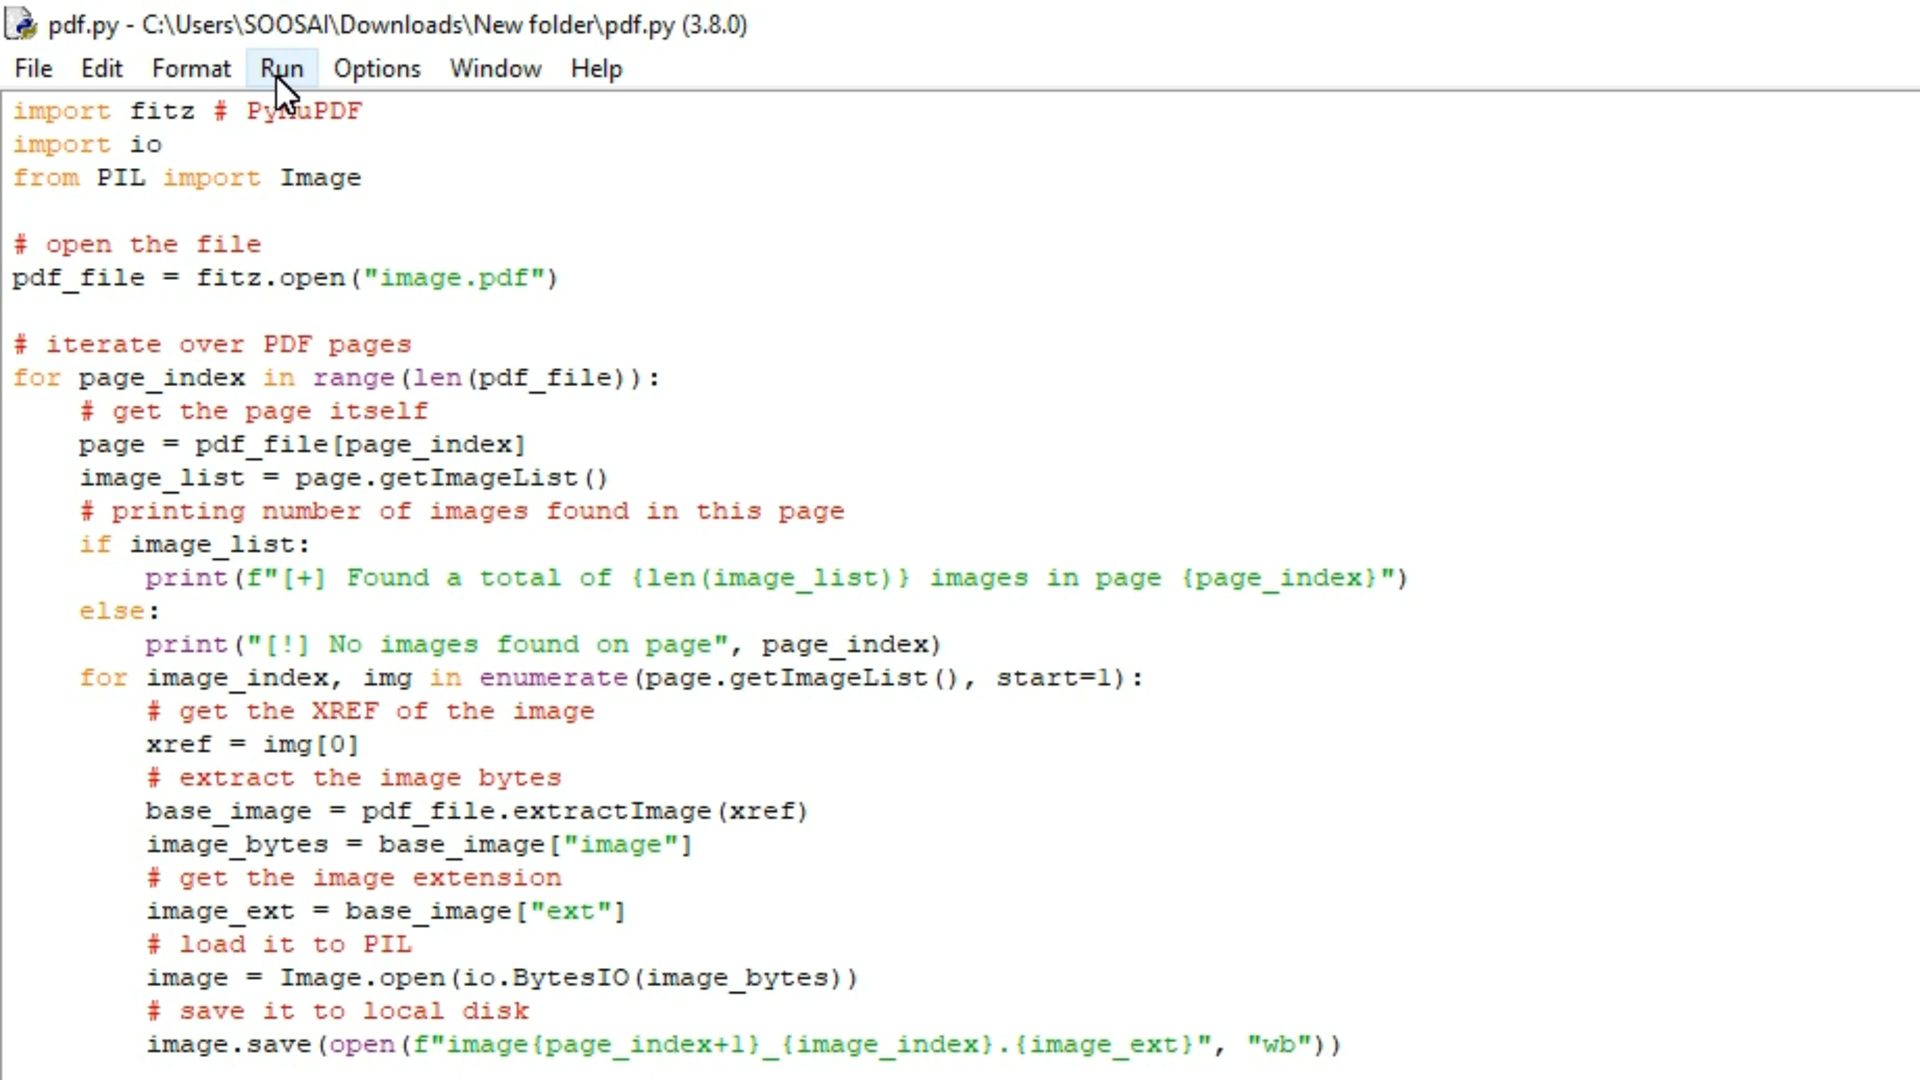 pdf.py - C:\Users\SOOSAI\Downloads\New folder\pdf.py (3.8.0)
File Edit Format Run Options Window Help
import fitz # PyMuPDF
import io
from PIL import Image

# open the file
pdf_file = fitz.open("image.pdf")

# iterate over PDF pages
for page_index in range(len(pdf_file)):
    # get the page itself
    page = pdf_file[page_index]
    image_list = page.getImageList()
    # printing number of images found in this page
    if image_list:
        print(f"[+] Found a total of {len(image_list)} images in page {page_index}")
    else:
        print("[!] No images found on page", page_index)
    for image_index, img in enumerate(page.getImageList(), start=1):
        # get the XREF of the image
        xref = img[0]
        # extract the image bytes
        base_image = pdf_file.extractImage(xref)
        image_bytes = base_image["image"]
        # get the image extension
        image_ext = base_image["ext"]
        # load it to PIL
        image = Image.open(io.BytesIO(image_bytes))
        # save it to local disk
        image.save(open(f"image{page_index+1}_{image_index}.{image_ext}", "wb"))